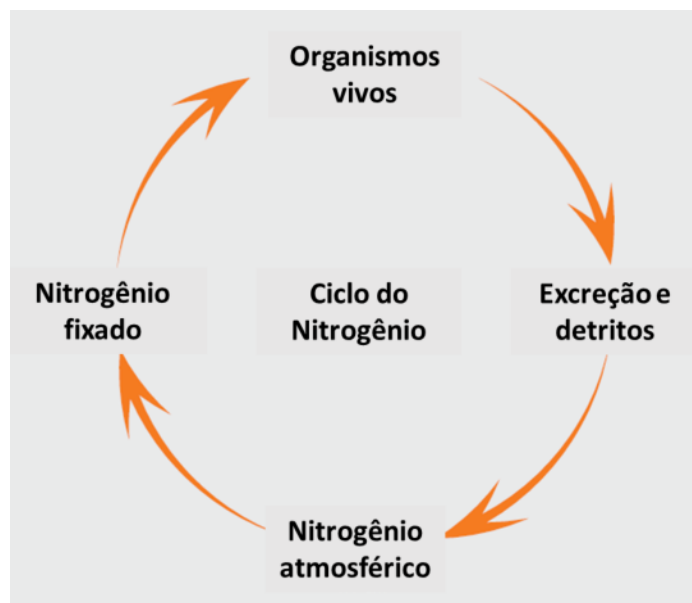 Organismos
vivos
Nitrogênio
fixado
Ciclo do
Nitrogênio
Excreção e
detritos
Nitrogênio
atmosférico